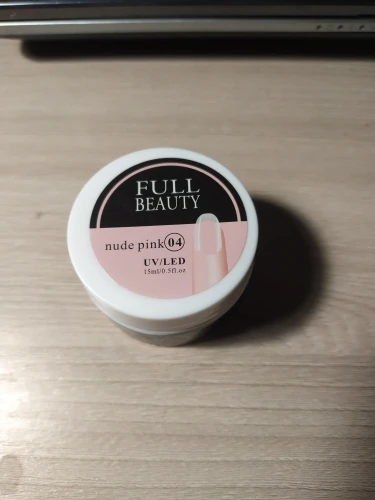 FULL
BEAUTY
nude pink 04
UV/LED
15ml/0.5fl.oz